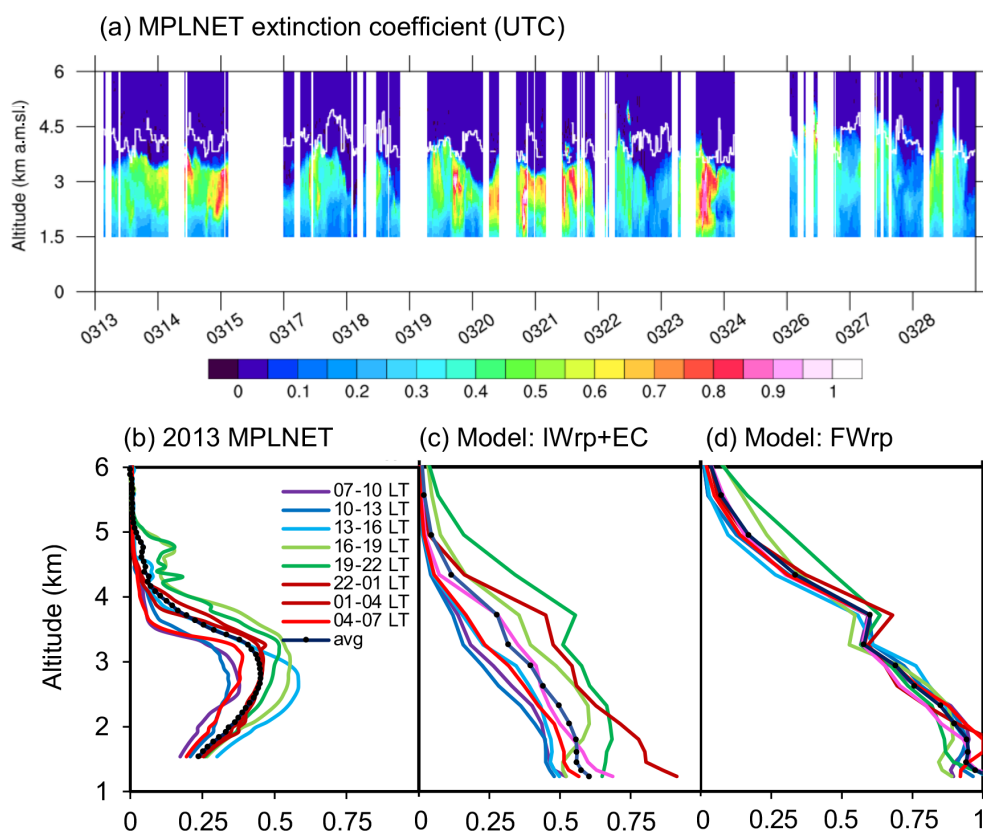 (a) MPLNET extinction coefficient (UTC)
6
4.5
3
1.5
0
Altitude (km a.m.sl.)
0313 0314 0315 0317 0318 0319 0320 0321 0322 0323 0324 0326 0327 0328
0 0.1 0.2 0.3 0.4 0.5 0.6 0.7 0.8 0.9 1
(b) 2013 MPLNET (c) Model: IWrp+EC (d) Model: FWrp
6
5
4
3
2
1
Altitude (km)
07-10 LT
10-13 LT
13-16 LT
16-19 LT
19-22 LT
22-01 LT
01-04 LT
04-07 LT
avg
0 0.25 0.5 0.75 0 0.25 0.5 0.75 0 0.25 0.5 0.75 1